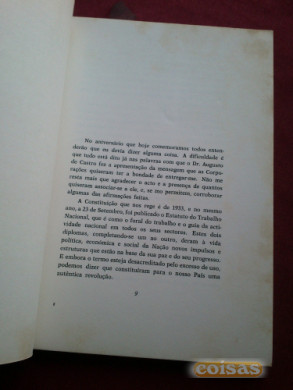 No aniversário que hoje comemoramos todos enten-
derão que eu devia dizer alguma coisa. A dificuldade é
que tudo está dito já nas palavras com que o Dr. Augusto
de Castro fez a apresentação da mensagem que as Corpo-
rações quiseram ter a bondade de entregar-me. Não me
resta mais que agradecer o acto e a presença de quantos
quiseram associar-se a ele, e, se me permitem, corroborar
algumas das afirmações feitas.
A Constituição que nos rege é de 1933, e no mesmo
ano, a 23 de Setembro, foi publicado o Estatuto do Trabalho
Nacional, que é como o foral do trabalho e o guia da acti-
vidade nacional em todos os seus sectores. Estes dois
diplomas, completando-se um ao outro, deram à vida
política, económica e social da Nação novos impulsos e
estruturas que estão na base da sua paz e do seu progresso.
E embora o termo esteja desacreditado pelo excesso de uso,
podemos dizer que constituíram para o nosso País uma
autêntica revolução.
9
coisas